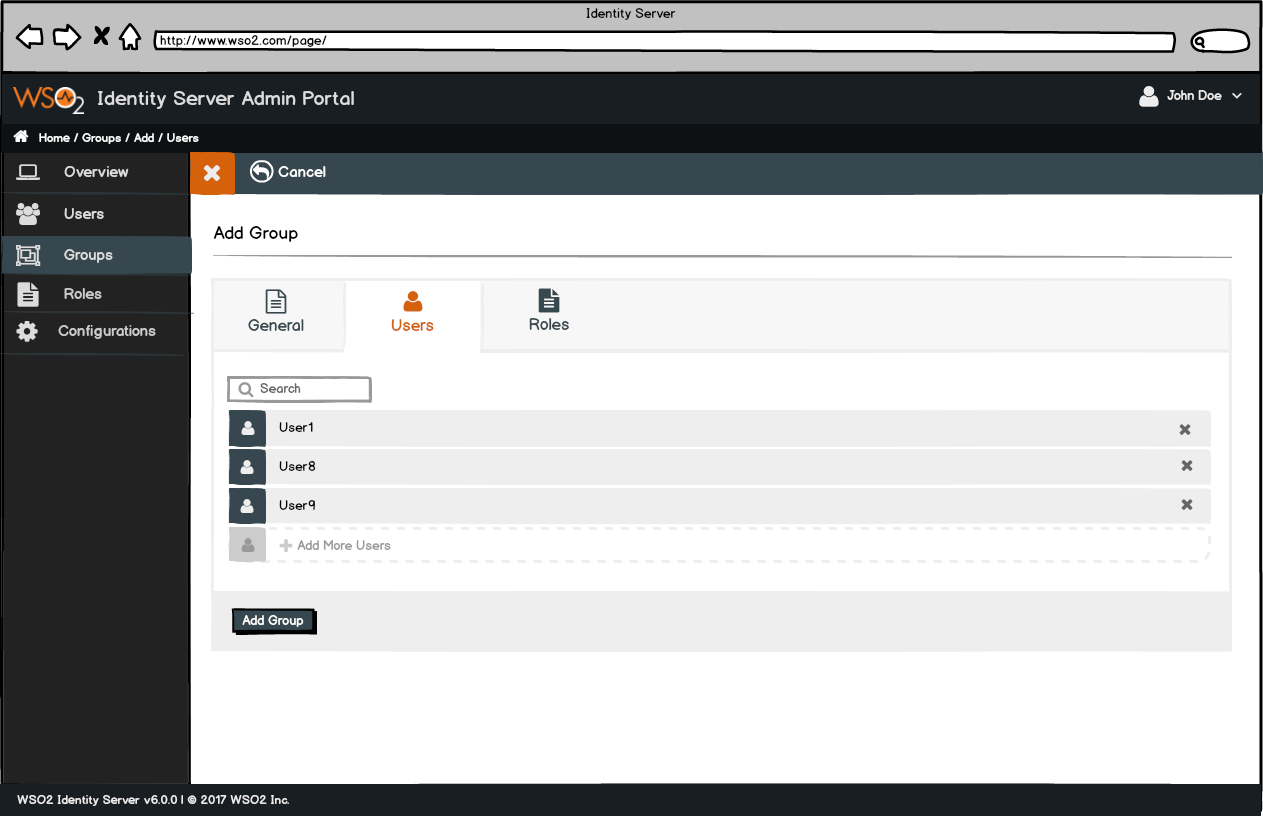 Identity Server
http://www.wso2.com/page/
WSO2 Identity Server Admin Portal
John Doe
Home / Groups / Add / Users
Overview
Cancel
Users
Groups
Roles
Configurations
Add Group
General
Users
Roles
Search
User1
User8
User9
Add More Users
Add Group
WSO2 Identity Server v6.0.0 | © 2017 WSO2 Inc.